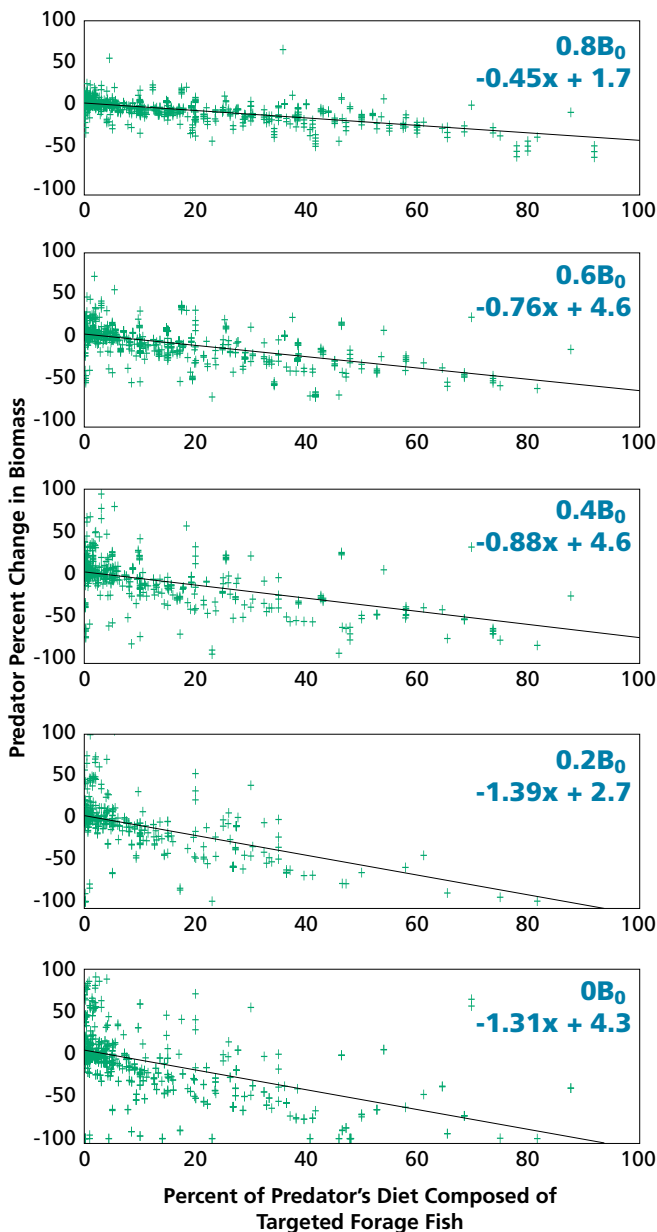 100
50
0
-50
-100
0 20 40 60 80 100
0.8B₀
-0.45x + 1.7
100
50
0
-50
-100
0 20 40 60 80 100
0.6B₀
-0.76x + 4.6
100
50
0
-50
-100
0 20 40 60 80 100
0.4B₀
-0.88x + 4.6
100
50
0
-50
-100
0 20 40 60 80 100
0.2B₀
-1.39x + 2.7
100
50
0
-50
-100
0 20 40 60 80 100
0B₀
-1.31x + 4.3
Predator Percent Change in Biomass
Percent of Predator’s Diet Composed of
Targeted Forage Fish